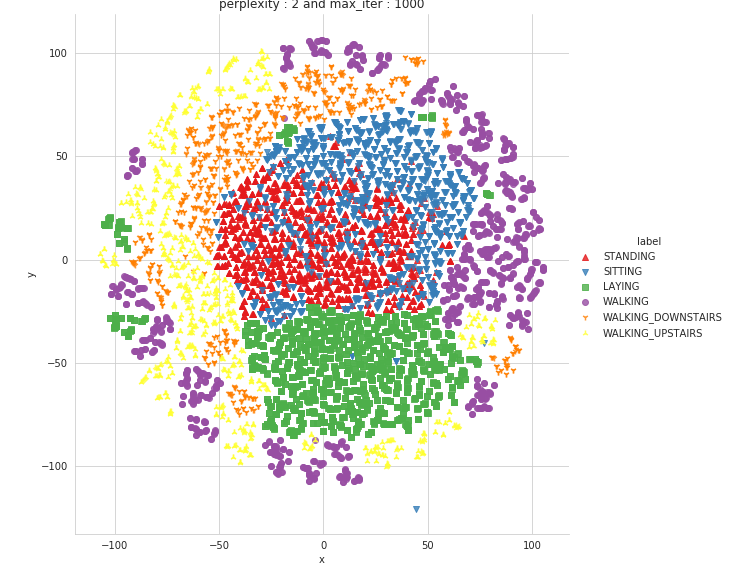 perplexity : 2 and max_iter : 1000
100
50
0
−50
−100
y
−100
−50
0
50
100
x
label
STANDING
SITTING
LAYING
WALKING
WALKING_DOWNSTAIRS
WALKING_UPSTAIRS